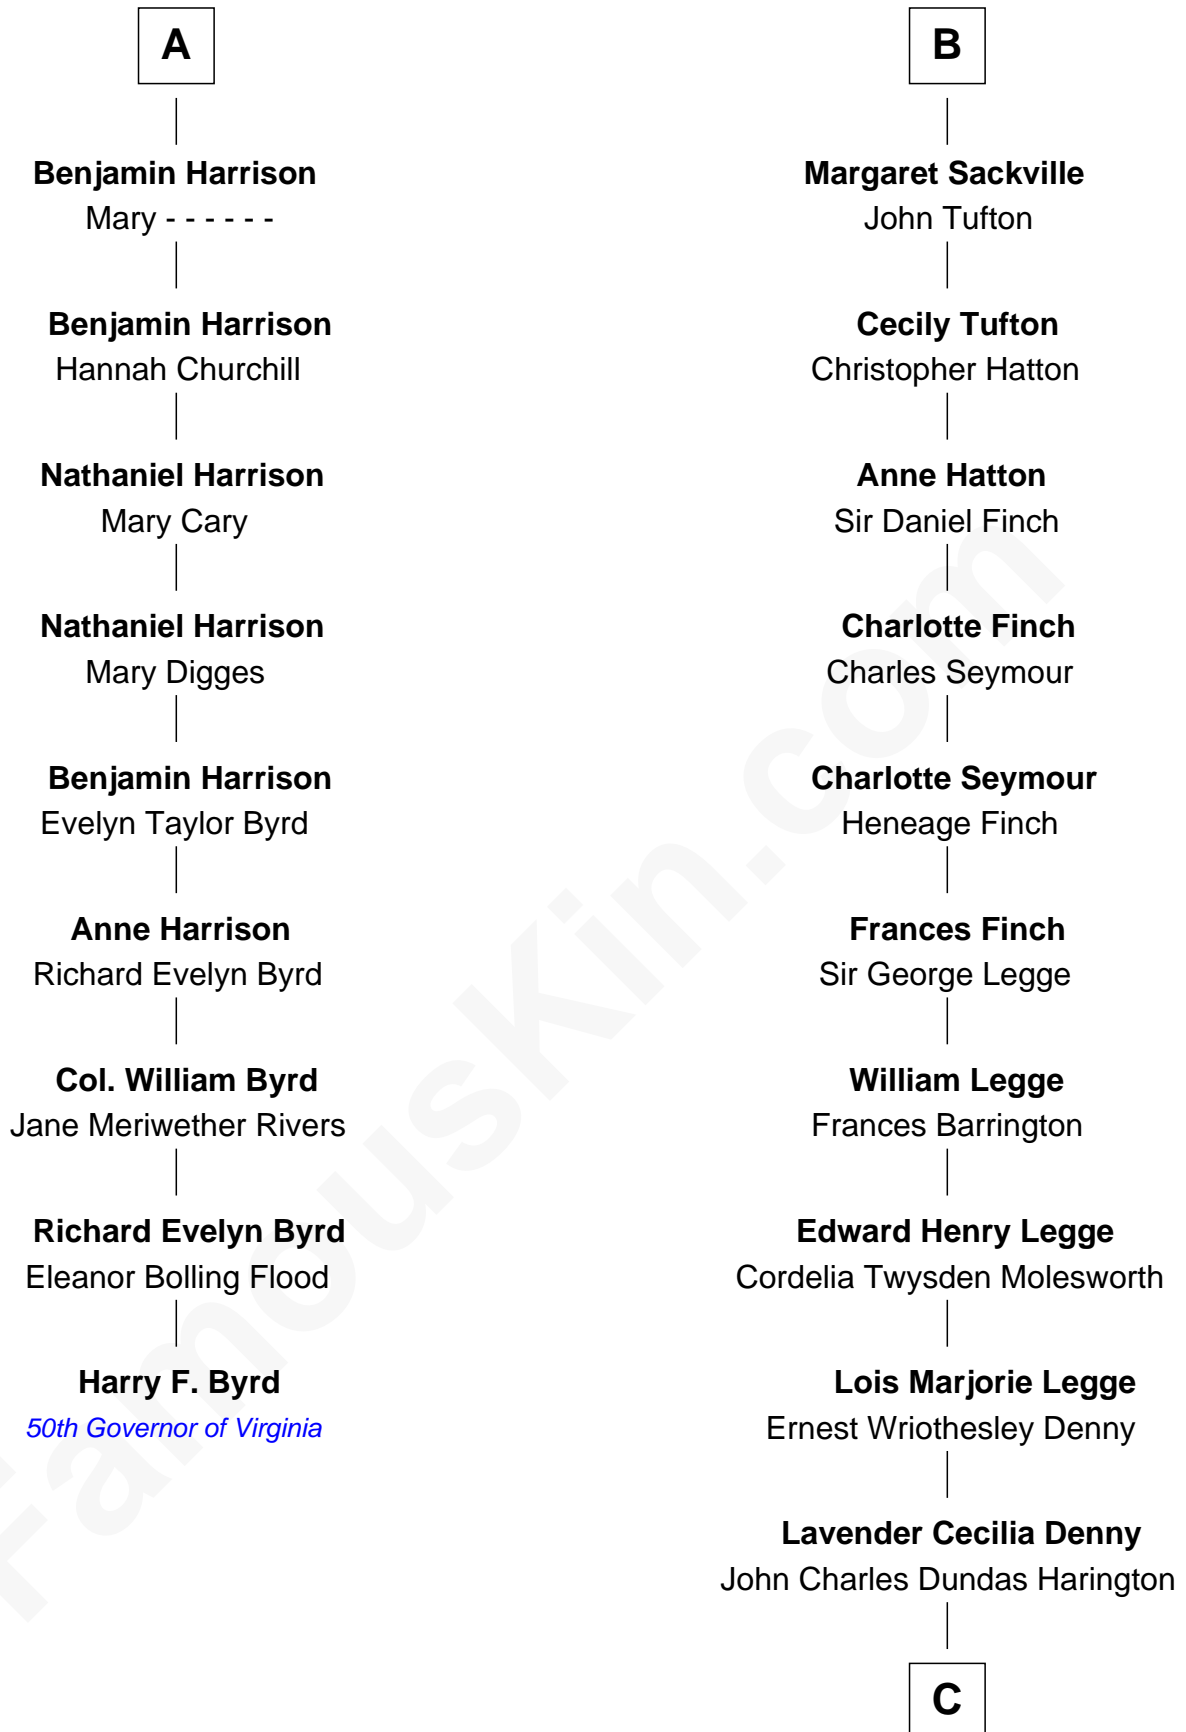 A
Benjamin Harrison
Mary - - - - - -
Benjamin Harrison
Hannah Churchill
Nathaniel Harrison
Mary Cary
Nathaniel Harrison
Mary Digges
Benjamin Harrison
Evelyn Taylor Byrd
Anne Harrison
Richard Evelyn Byrd
Col. William Byrd
Jane Meriwether Rivers
Richard Evelyn Byrd
Eleanor Bolling Flood
Harry F. Byrd
50th Governor of Virginia
B
Margaret Sackville
John Tufton
Cecily Tufton
Christopher Hatton
Anne Hatton
Sir Daniel Finch
Charlotte Finch
Charles Seymour
Charlotte Seymour
Heneage Finch
Frances Finch
Sir George Legge
William Legge
Frances Barrington
Edward Henry Legge
Cordelia Twysden Molesworth
Lois Marjorie Legge
Ernest Wriothesley Denny
Lavender Cecilia Denny
John Charles Dundas Harington
C
FamousKin.com